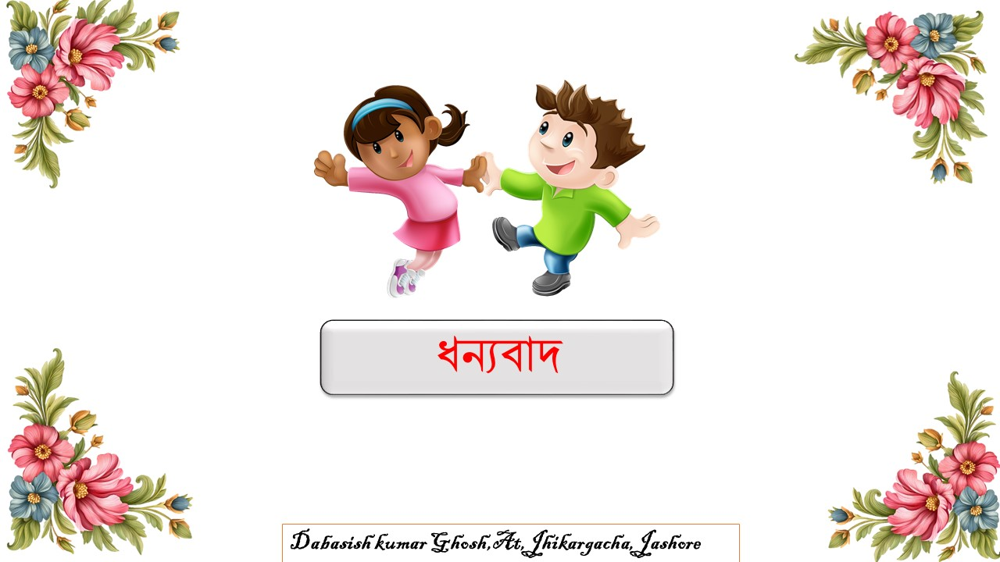 ধন্যবাদ
Dabasish kumar Ghosh,At, Jhikargacha, Jashore